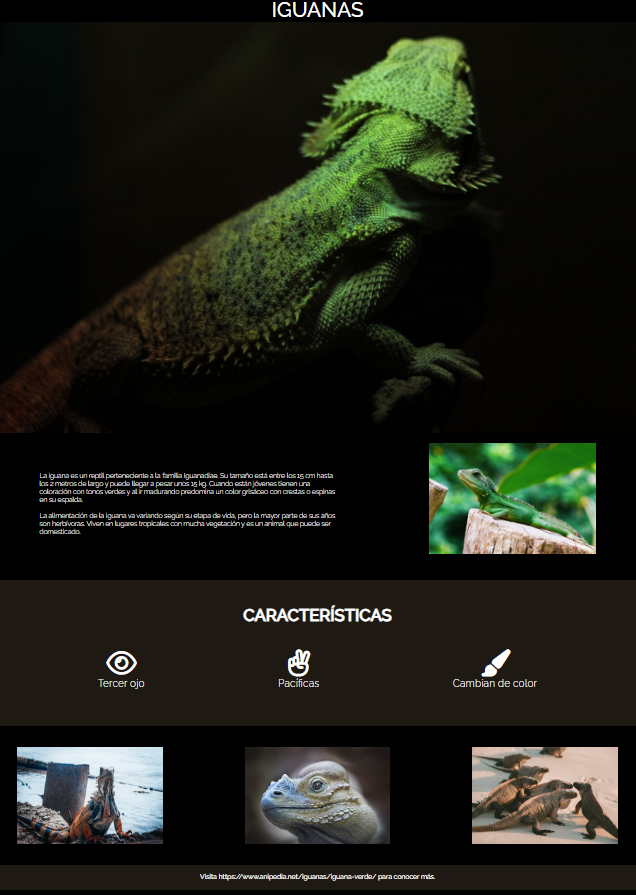 IGUANAS
La iguana es un reptil perteneciente a la familia Iguanadiae. Su tamaño está entre los 15 cm hasta
los 2 metros de largo y puede llegar a pesar unos 15 kg. Cuando están jóvenes tienen una
coloración con tonos verdes y al ir madurando predomina un color grisáceo con crestas o espinas
en su espalda.
La alimentación de la iguana va variando según su etapa de vida, pero la mayor parte de sus años
son herbívoras. Viven en lugares tropicales con mucha vegetación y es un animal que puede ser
domesticado.
CARACTERÍSTICAS
Tercer ojo
Pacíficas
Cambian de color
Visita https://www.anipedia.net/iguanas/iguana-verde/ para conocer más.